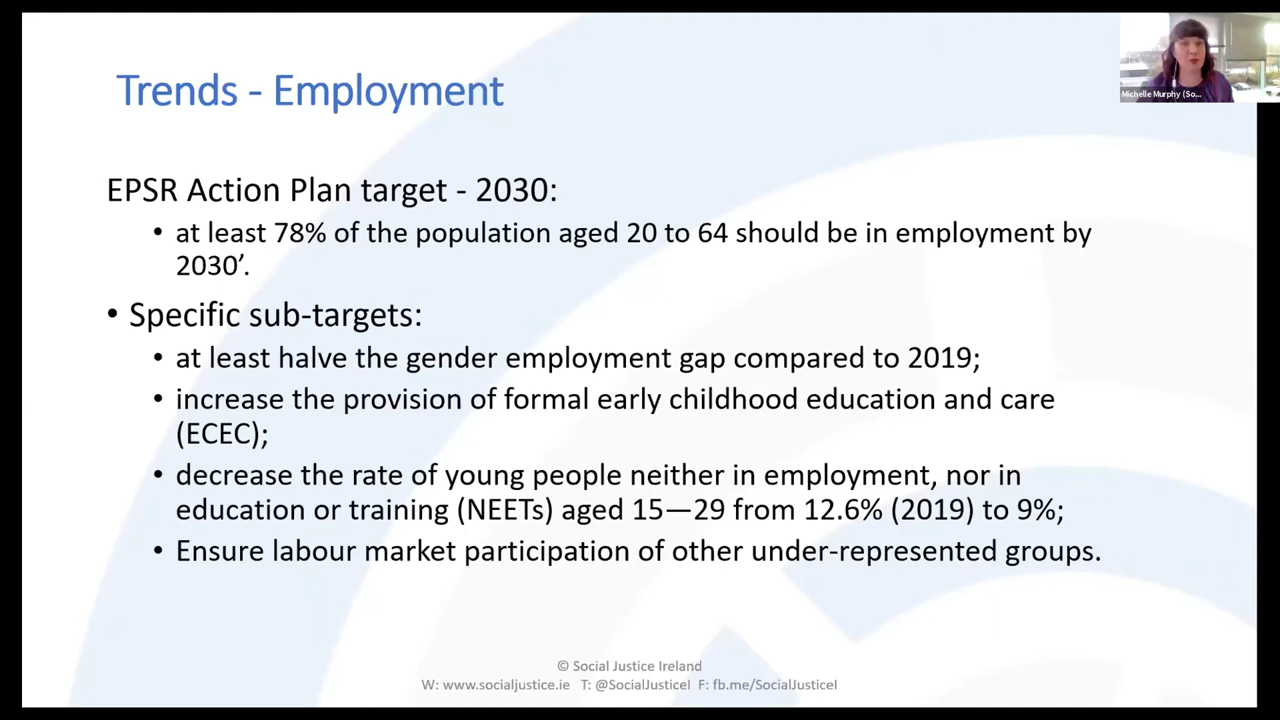 Trends - Employment
Michelle Murphy (So...
EPSR Action Plan target - 2030:
• at least 78% of the population aged 20 to 64 should be in employment by
2030’.
• Specific sub-targets:
• at least halve the gender employment gap compared to 2019;
• increase the provision of formal early childhood education and care
(ECEC);
• decrease the rate of young people neither in employment, nor in
education or training (NEETs) aged 15—29 from 12.6% (2019) to 9%;
• Ensure labour market participation of other under-represented groups.
© Social Justice Ireland
W: www.socialjustice.ie T: @SocialJusticeI F: fb.me/SocialJusticeI